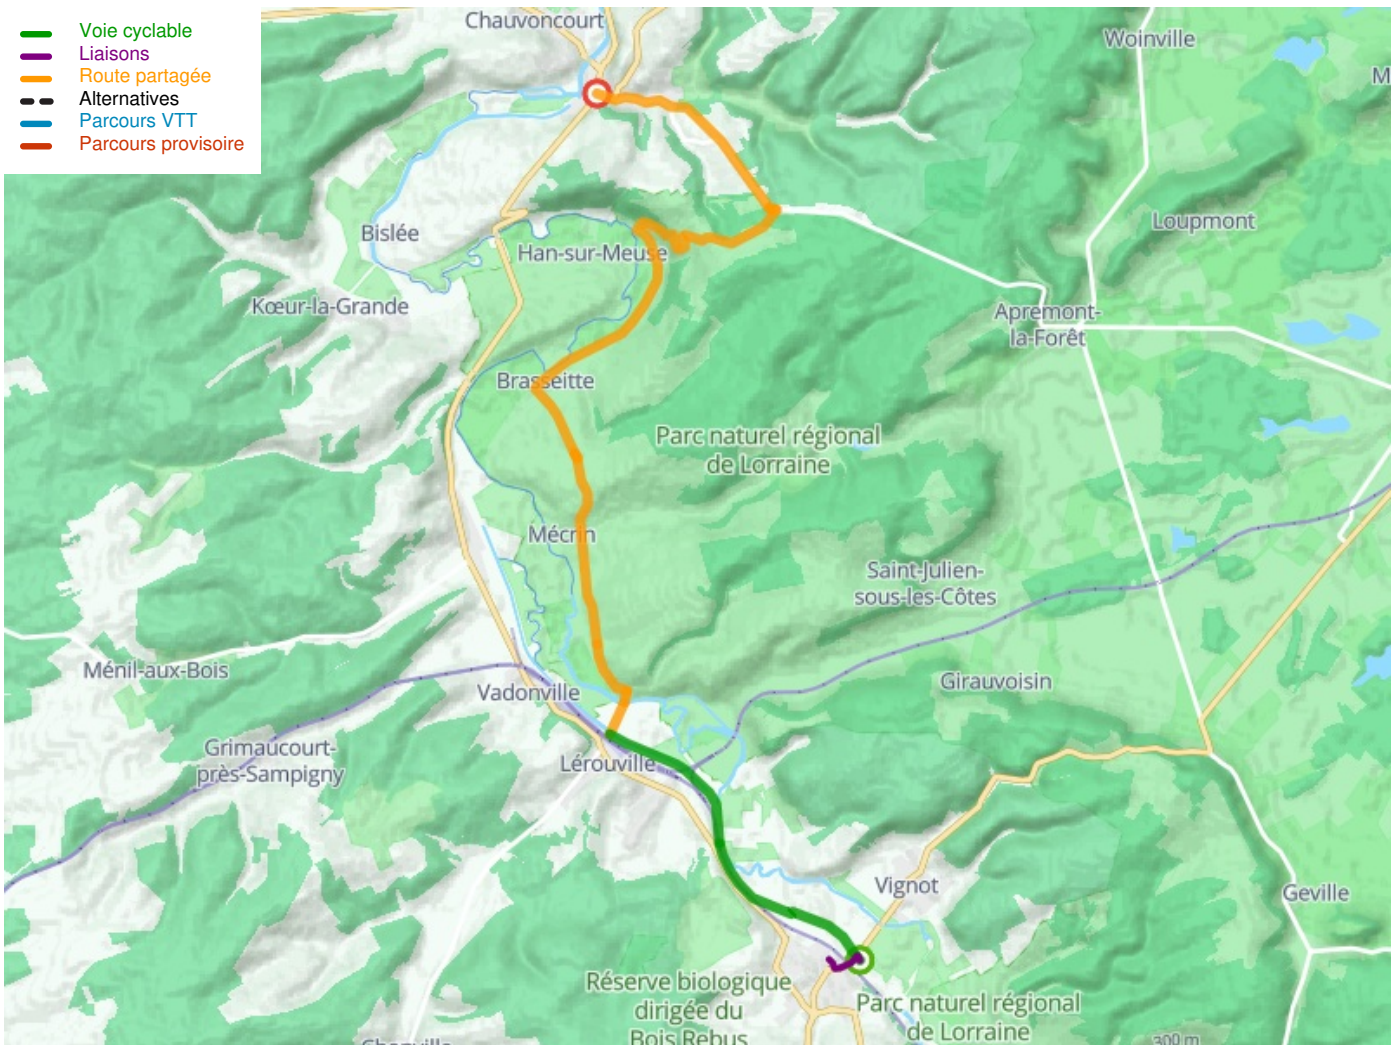 Voie cyclable
Liaisons
Route partagée
Alternatives
Parcours VTT
Parcours provisoire
Chauvoncourt
Woinville
M
Loupmont
Bislée
Han-sur-Meuse
Kœur-la-Grande
Apremont-
la-Forêt
Brasseitte
Parc naturel régional
de Lorraine
Mécrin
Saint-Julien-
sous-les-Côtes
Ménil-aux-Bois
Vadonville
Girauvoisin
Grimaucourt-
près-Sampigny
Lérouville
Vignot
Geville
Réserve biologique
dirigée du
Bois Rebus
Parc naturel régional
de Lorraine
300 m